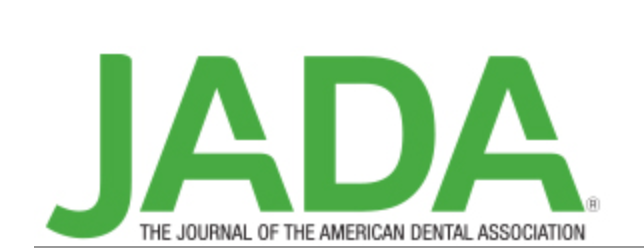 JADA®
THE JOURNAL OF THE AMERICAN DENTAL ASSOCIATION